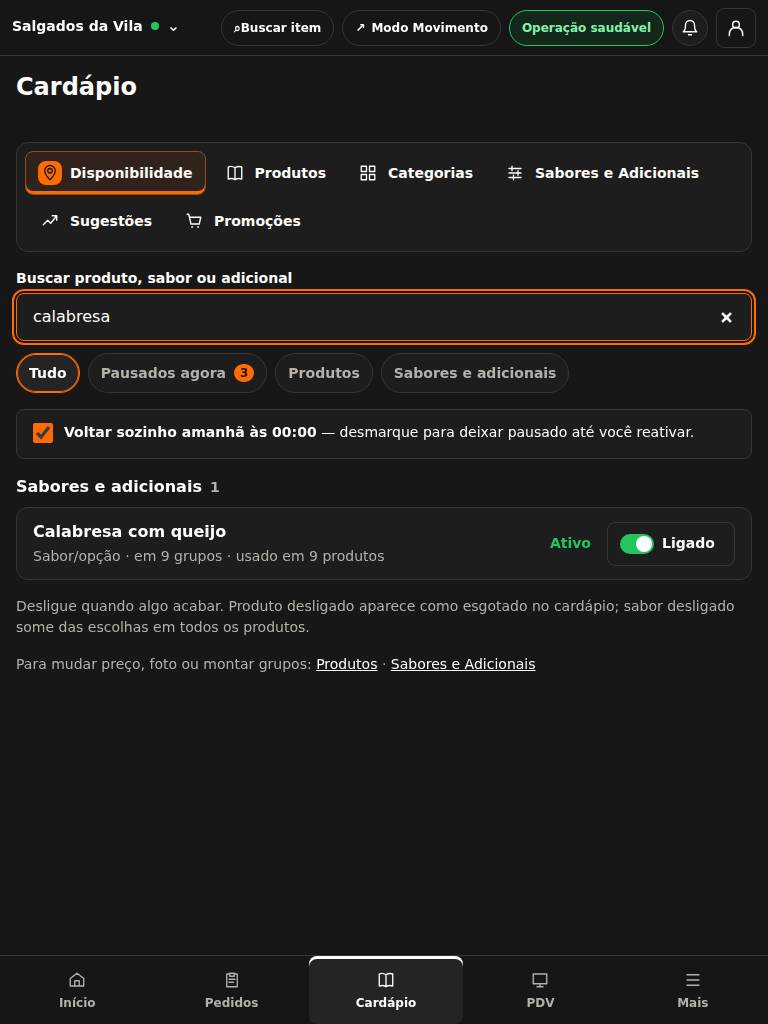 Salgados da Vila
Buscar item
Modo Movimento
Operação saudável
Cardápio
Disponibilidade
Produtos
Categorias
Sabores e Adicionais
Sugestões
Promoções
Buscar produto, sabor ou adicional
calabresa
Tudo
Pausados agora 3
Produtos
Sabores e adicionais
Voltar sozinho amanhã às 00:00 — desmarque para deixar pausado até você reativar.
Sabores e adicionais 1
Calabresa com queijo
Sabor/opção · em 9 grupos · usado em 9 produtos
Ativo
Ligado
Desligue quando algo acabar. Produto desligado aparece como esgotado no cardápio; sabor desligado
some das escolhas em todos os produtos.
Para mudar preço, foto ou montar grupos: Produtos · Sabores e Adicionais
Início
Pedidos
Cardápio
PDV
Mais